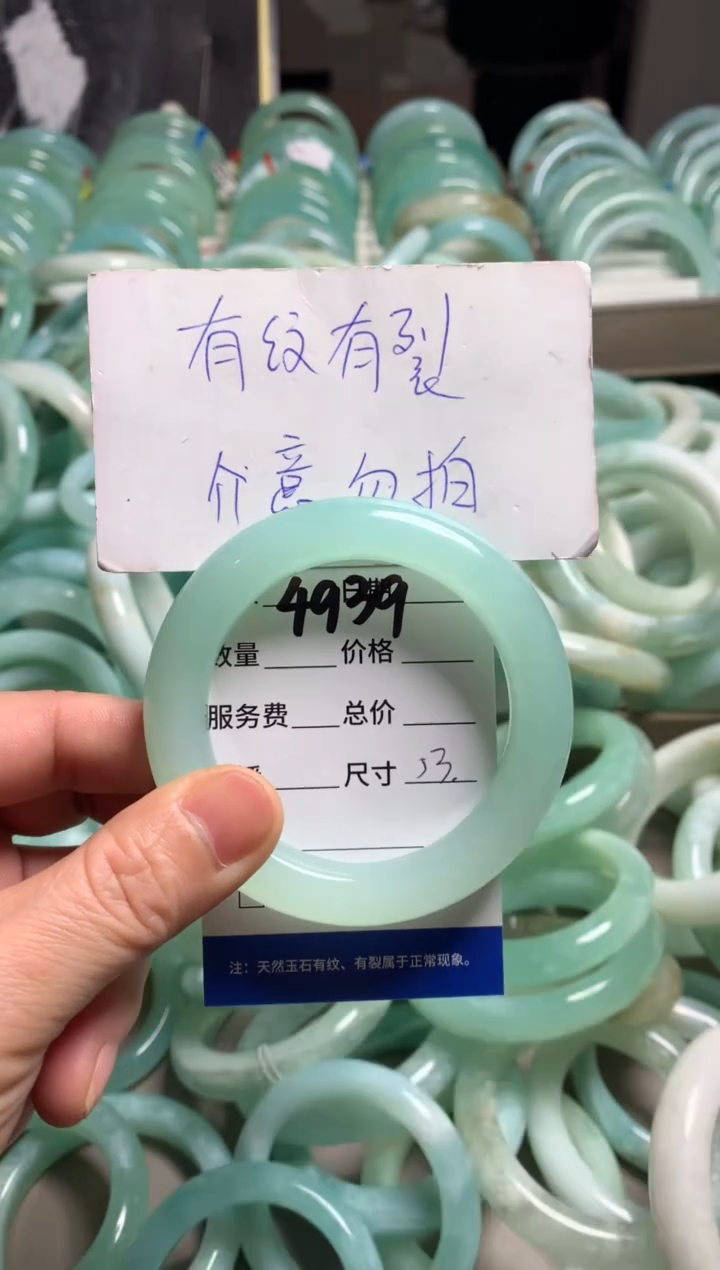 有纹有裂
介意勿拍
4939
数量 价格
服务费 总价
尺寸 53.
注：天然玉石有纹、有裂属于正常现象。